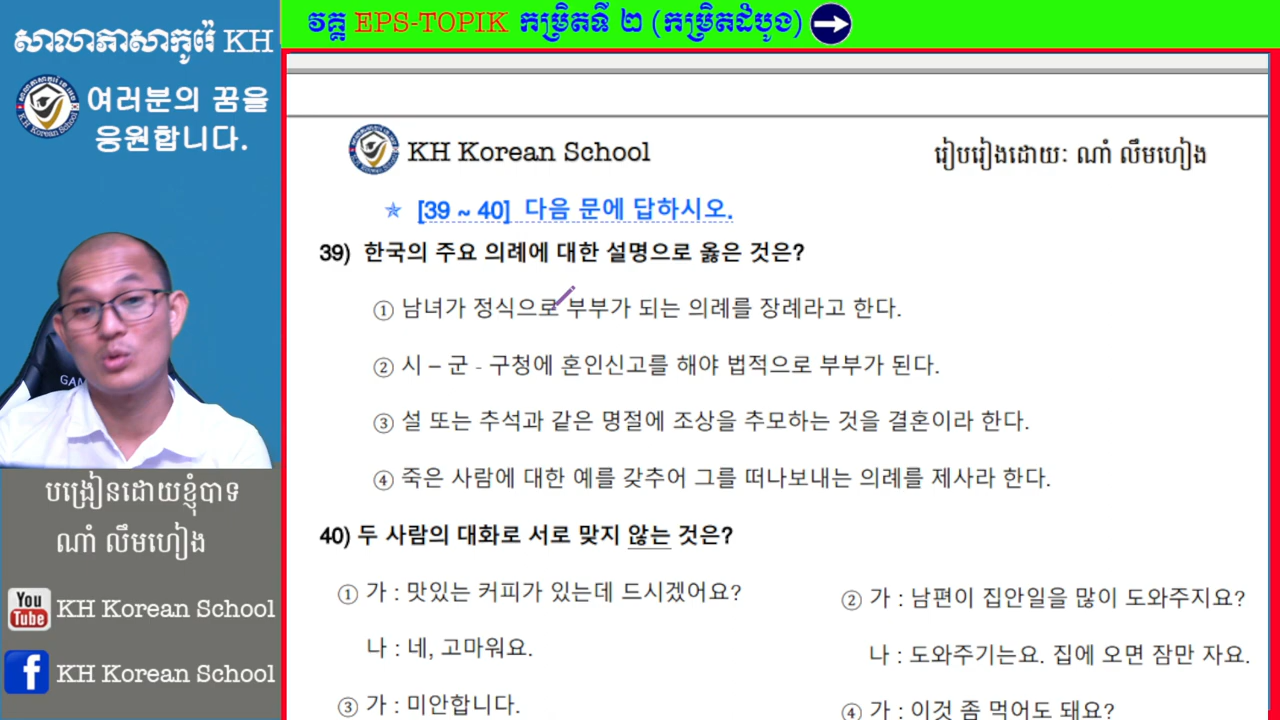 សាលាភាសាកូរ៉េ KH
여러분의 꿈을
응원합니다.
បង្រៀនដោយខ្ញុំបាទ
ណាំ លឹមហៀង
KH Korean School
KH Korean School
វគ្គ EPS-TOPIK កម្រិតទី ២ (កម្រិតដំបូង)
KH Korean School
រៀបរៀងដោយ: ណាំ លឹមហៀង
[39 ~ 40] 다음 문에 답하시오.
39) 한국의 주요 의례에 대한 설명으로 옳은 것은?
① 남녀가 정식으로 부부가 되는 의례를 장례라고 한다.
② 시 – 군 - 구청에 혼인신고를 해야 법적으로 부부가 된다.
③ 설 또는 추석과 같은 명절에 조상을 추모하는 것을 결혼이라 한다.
④ 죽은 사람에 대한 예를 갖추어 그를 떠나보내는 의례를 제사라 한다.
40) 두 사람의 대화로 서로 맞지 않는 것은?
① 가 : 맛있는 커피가 있는데 드시겠어요?
나 : 네, 고마워요.
② 가 : 남편이 집안일을 많이 도와주지요?
나 : 도와주기는요. 집에 오면 잠만 자요.
③ 가 : 미안합니다.
④ 가 : 이것 좀 먹어도 돼요?